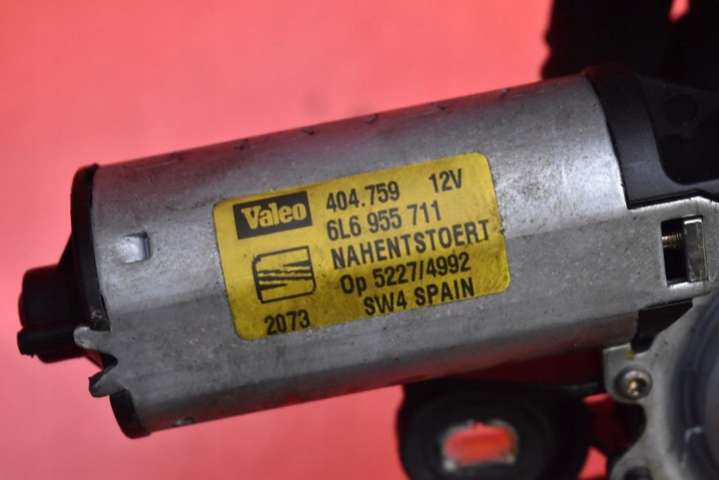 Valeo 404.759 12V
6L6 955 711
NAHENTSTOERT
Op 5227/4992
2073 SW4 SPAIN